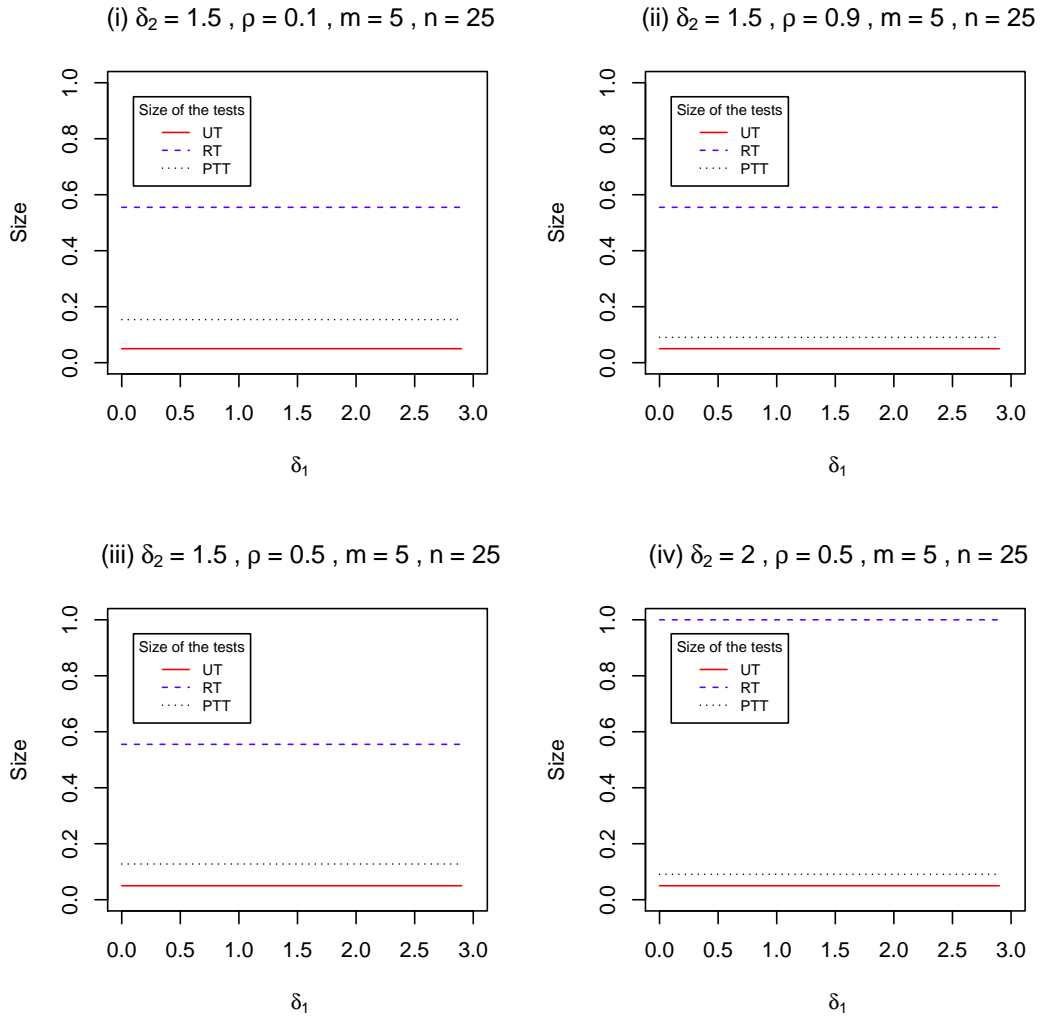 (i) δ₂ = 1.5 , ρ = 0.1 , m = 5 , n = 25
Size
1.0
0.8
0.6
0.4
0.2
0.0
Size of the tests
UT
RT
PTT
0.0 0.5 1.0 1.5 2.0 2.5 3.0
δ₁
(ii) δ₂ = 1.5 , ρ = 0.9 , m = 5 , n = 25
Size
1.0
0.8
0.6
0.4
0.2
0.0
Size of the tests
UT
RT
PTT
0.0 0.5 1.0 1.5 2.0 2.5 3.0
δ₁
(iii) δ₂ = 1.5 , ρ = 0.5 , m = 5 , n = 25
Size
1.0
0.8
0.6
0.4
0.2
0.0
Size of the tests
UT
RT
PTT
0.0 0.5 1.0 1.5 2.0 2.5 3.0
δ₁
(iv) δ₂ = 2 , ρ = 0.5 , m = 5 , n = 25
Size
1.0
0.8
0.6
0.4
0.2
0.0
Size of the tests
UT
RT
PTT
0.0 0.5 1.0 1.5 2.0 2.5 3.0
δ₁